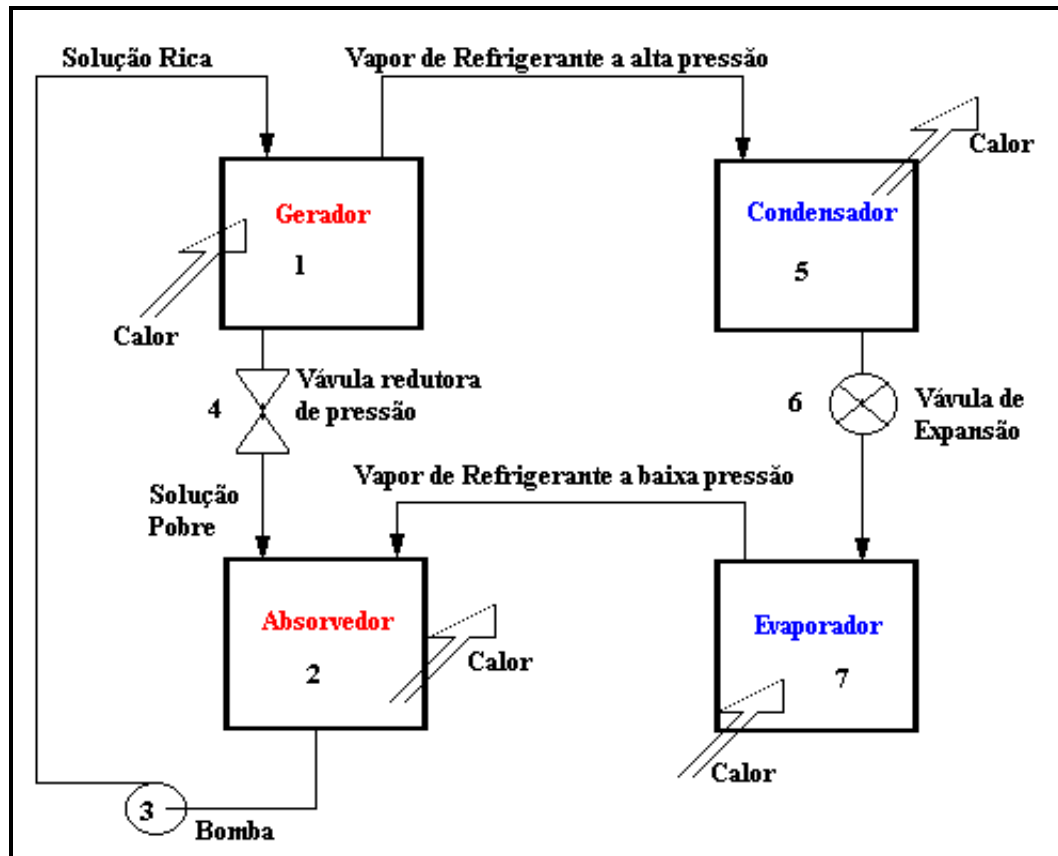 Solução Rica
Vapor de Refrigerante a alta pressão
Gerador
1
Calor
Condensador
5
Calor
4
Vávula redutora
de pressão
6
Vávula de
Expansão
Solução
Pobre
Vapor de Refrigerante a baixa pressão
Absorvedor
2
Calor
Evaporador
7
Calor
3
Bomba